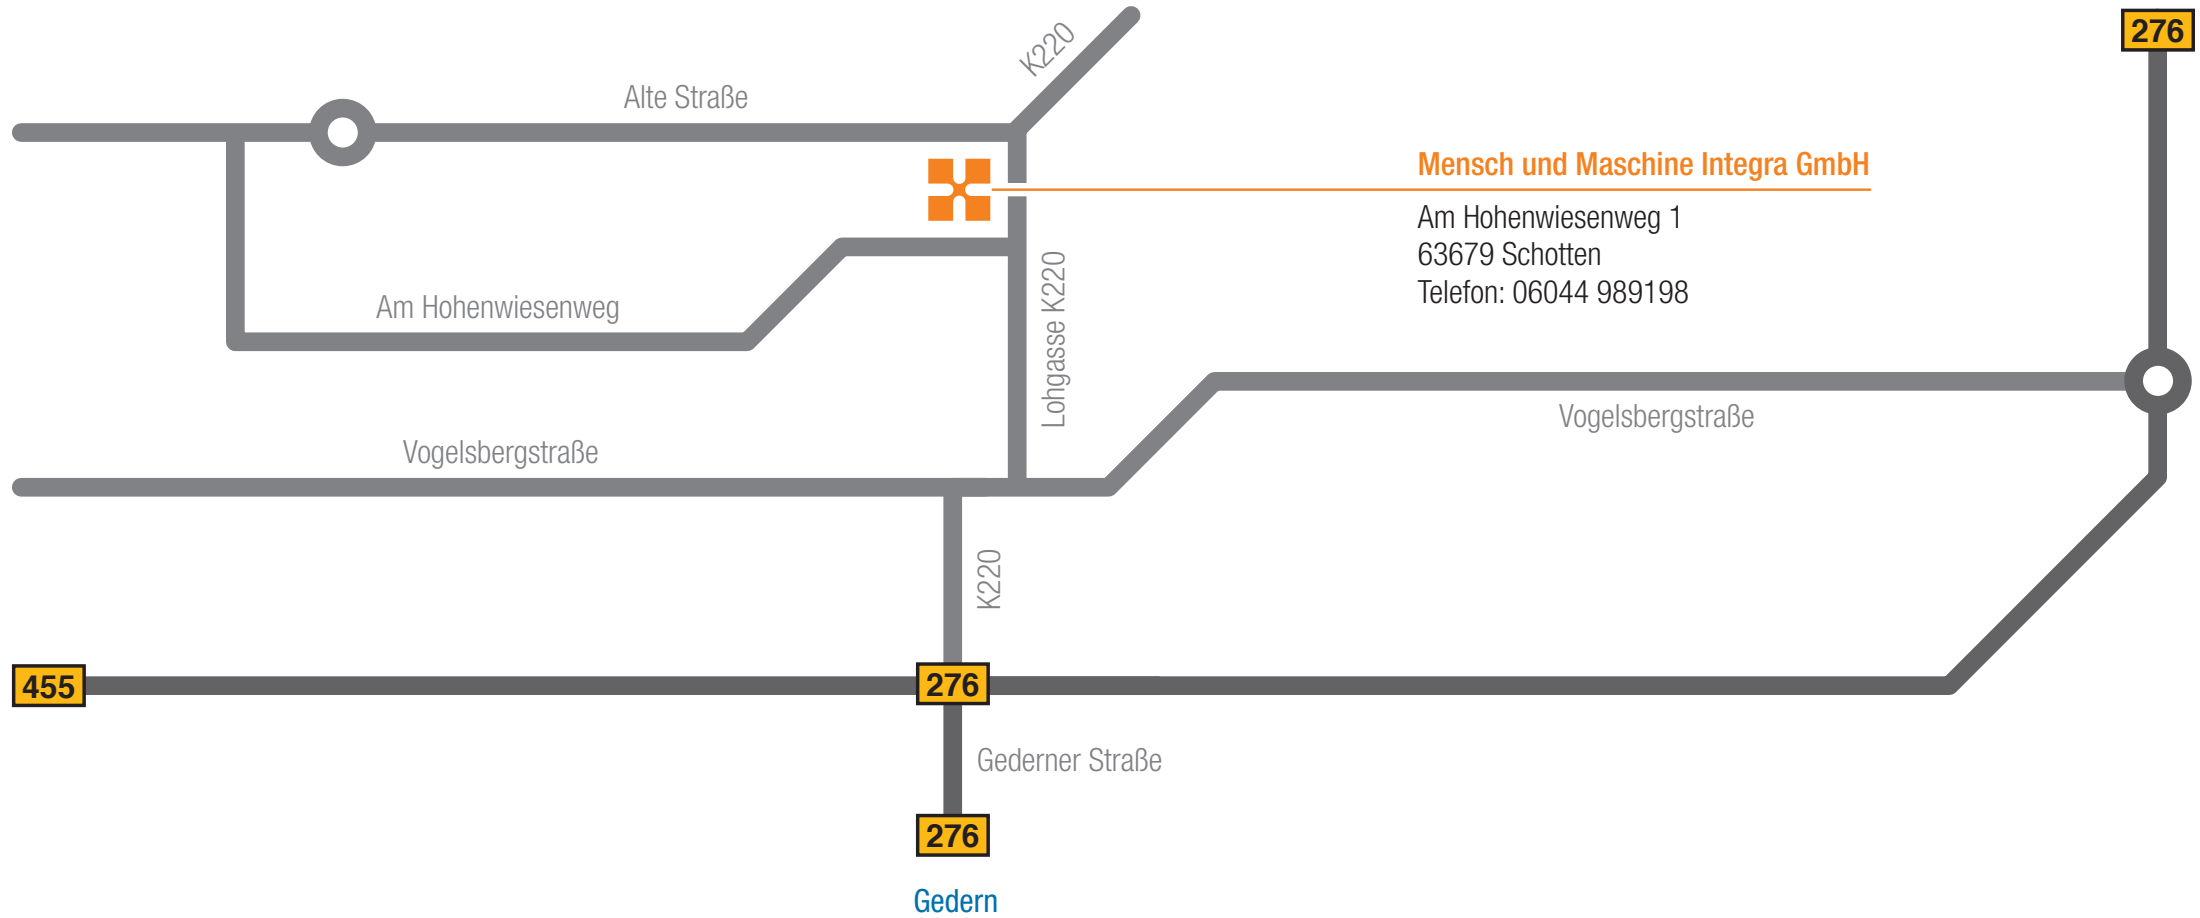 K220
276
Alte Straße
Mensch und Maschine Integra GmbH
Am Hohenwiesenweg 1
63679 Schotten
Telefon: 06044 989198
Am Hohenwiesenweg
Lohgasse K220
Vogelsbergstraße
Vogelsbergstraße
K220
455
276
Gederner Straße
276
Gedern